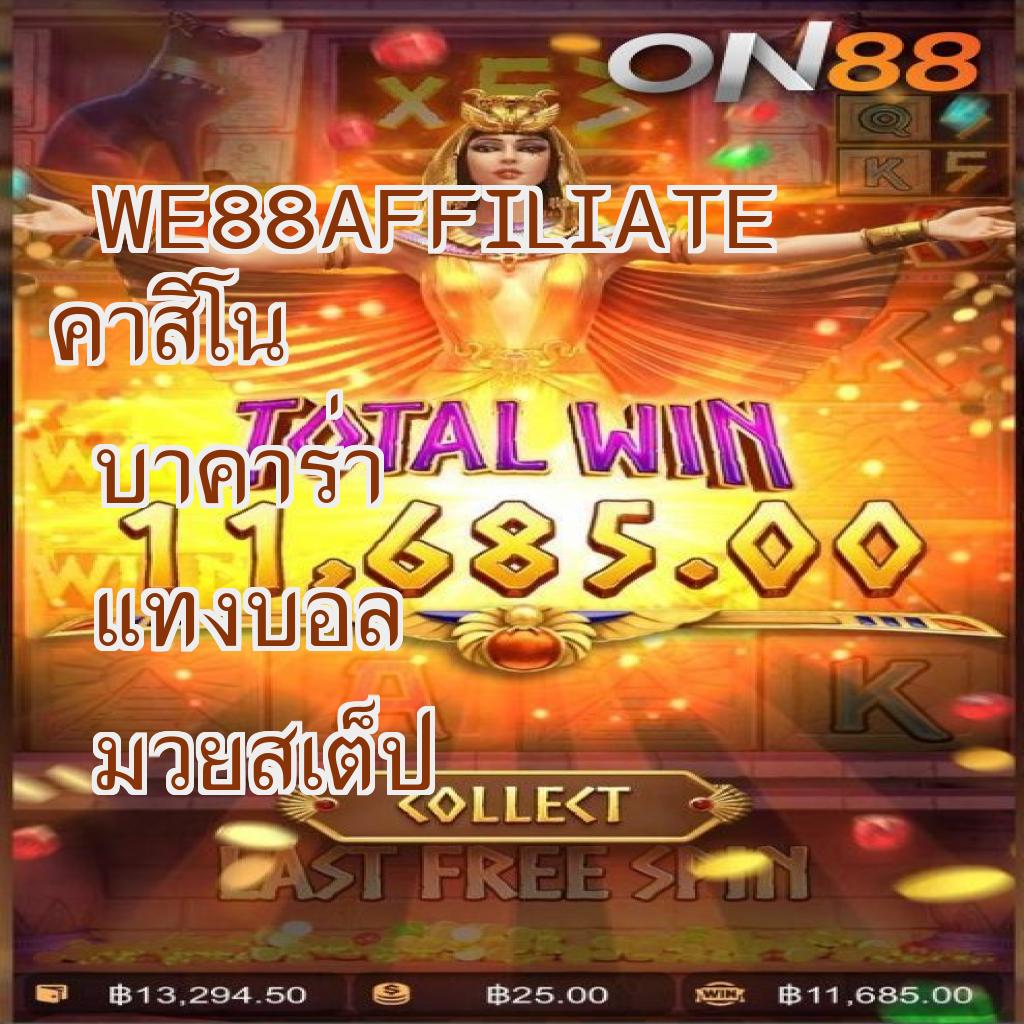 ON88
x53
Q
K
WE88AFFILIATE
คาสิโน
TOTAL WIN
บาคาร่า
11,685.00
แทงบอล
K
มวยสเต็ป
COLLECT
LAST FREE SPIN
฿13,294.50 ฿25.00 WIN ฿11,685.00